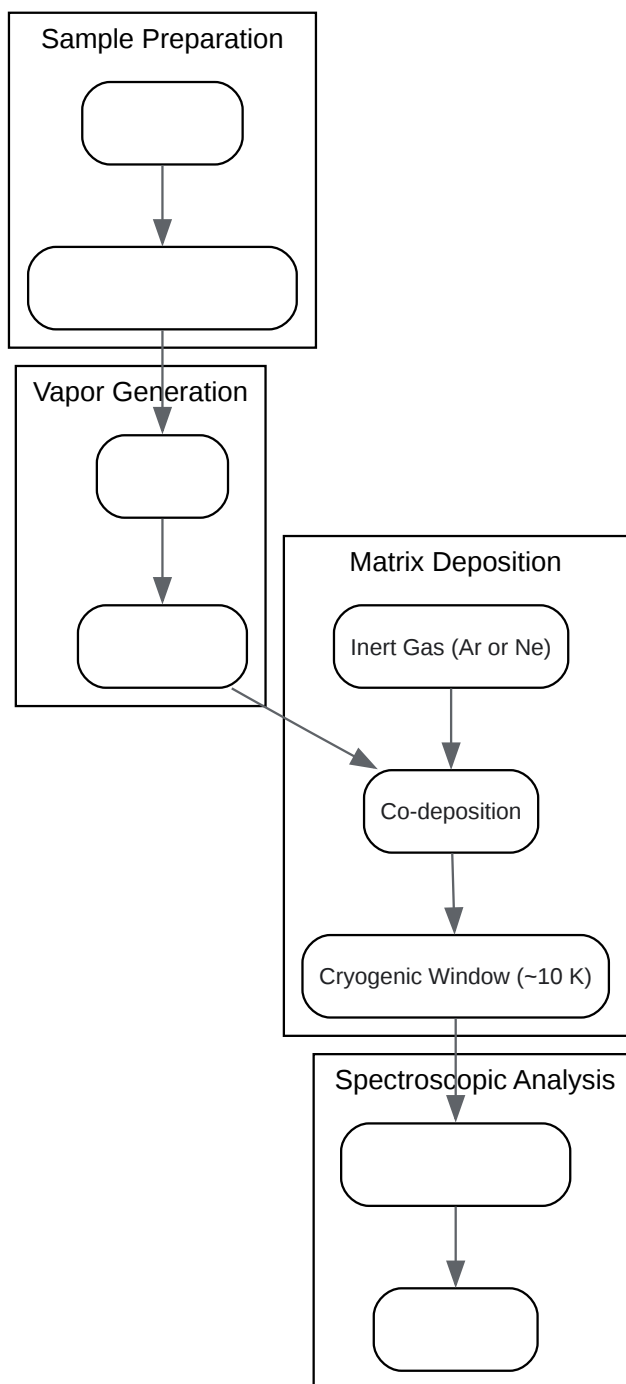 Sample Preparation
Vapor Generation
Matrix Deposition
Inert Gas (Ar or Ne)
Co-deposition
Cryogenic Window (~10 K)
Spectroscopic Analysis